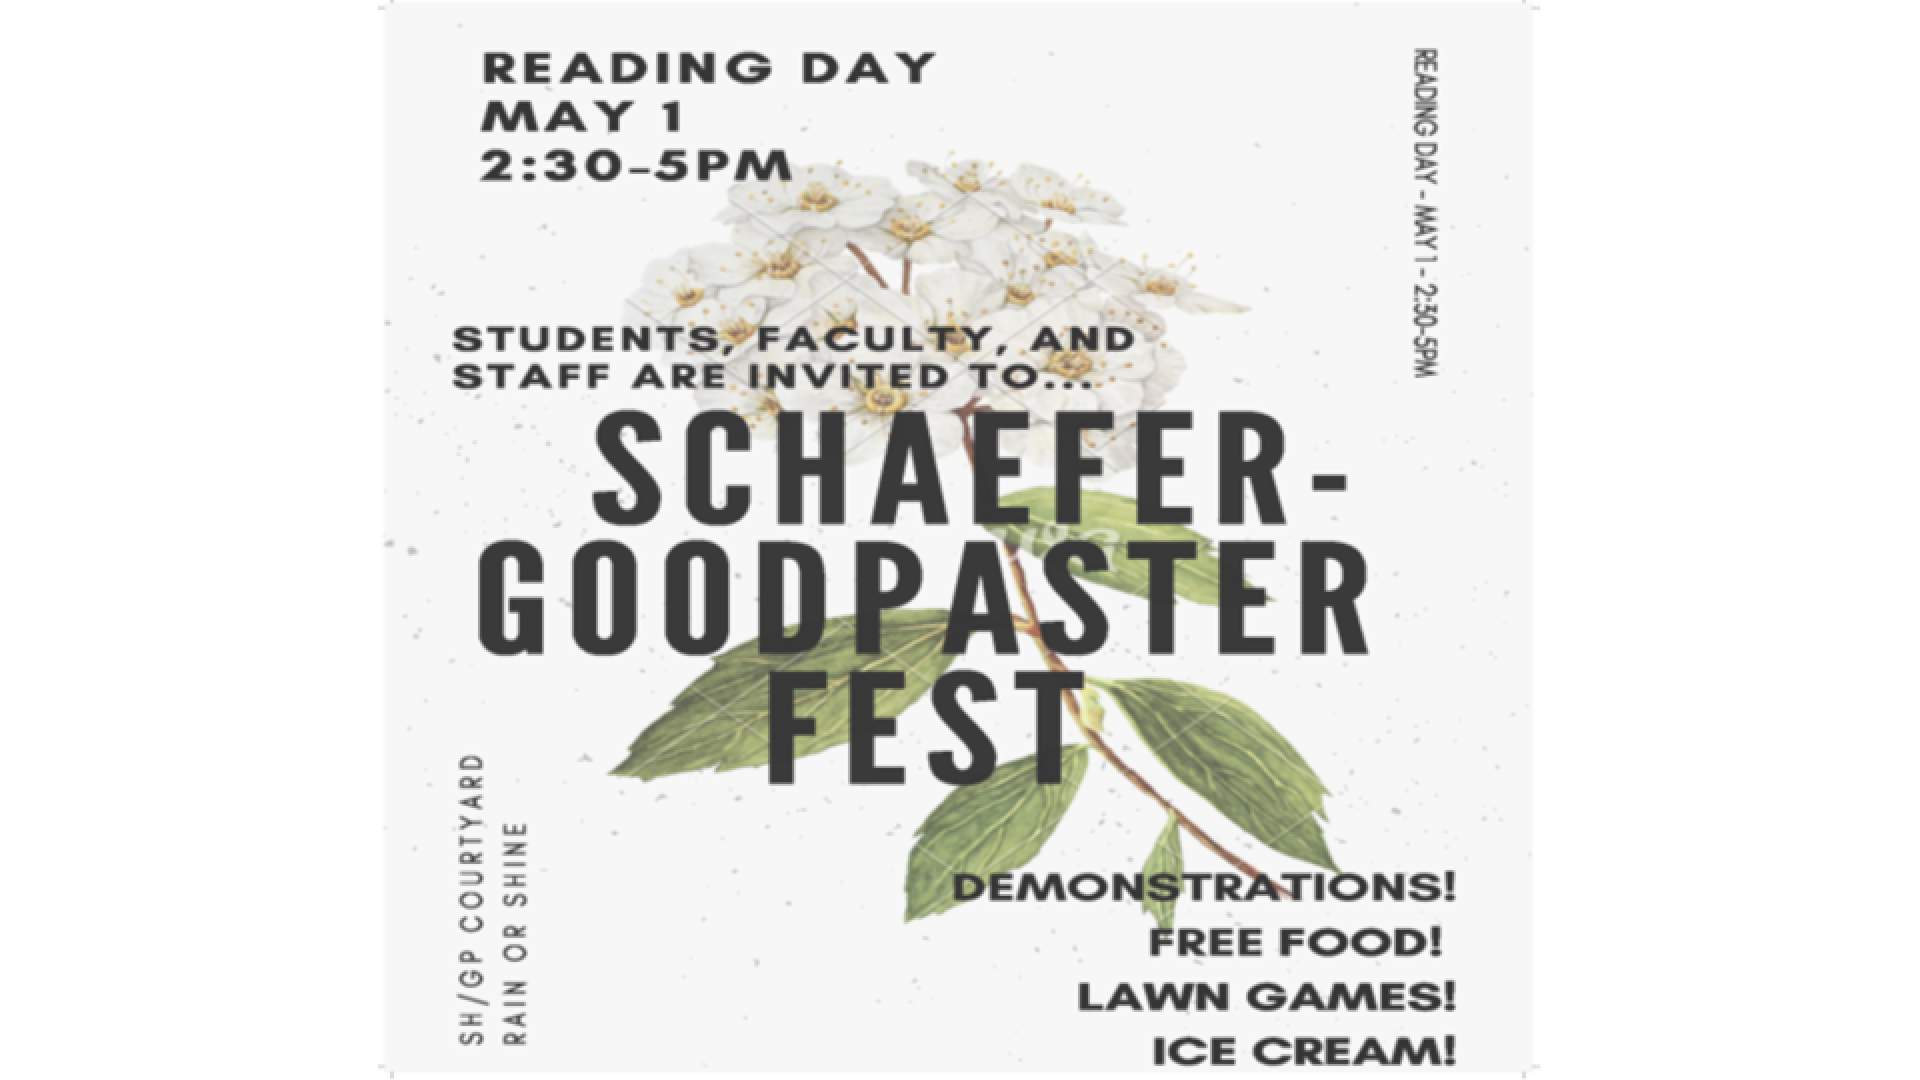 READING DAY
MAY 1
2:30-5PM
READING DAY - MAY 1 - 2:30-5PM
STUDENTS, FACULTY, AND
STAFF ARE INVITED TO...
SCHAEFER-
GOODPASTER
FEST
SH/GP COURTYARD
RAIN OR SHINE
DEMONSTRATIONS!
FREE FOOD!
LAWN GAMES!
ICE CREAM!